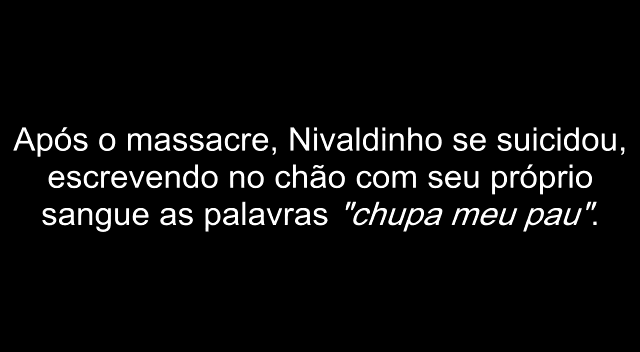 Após o massacre, Nivaldinho se suicidou,
escrevendo no chão com seu próprio
sangue as palavras "chupa meu pau".